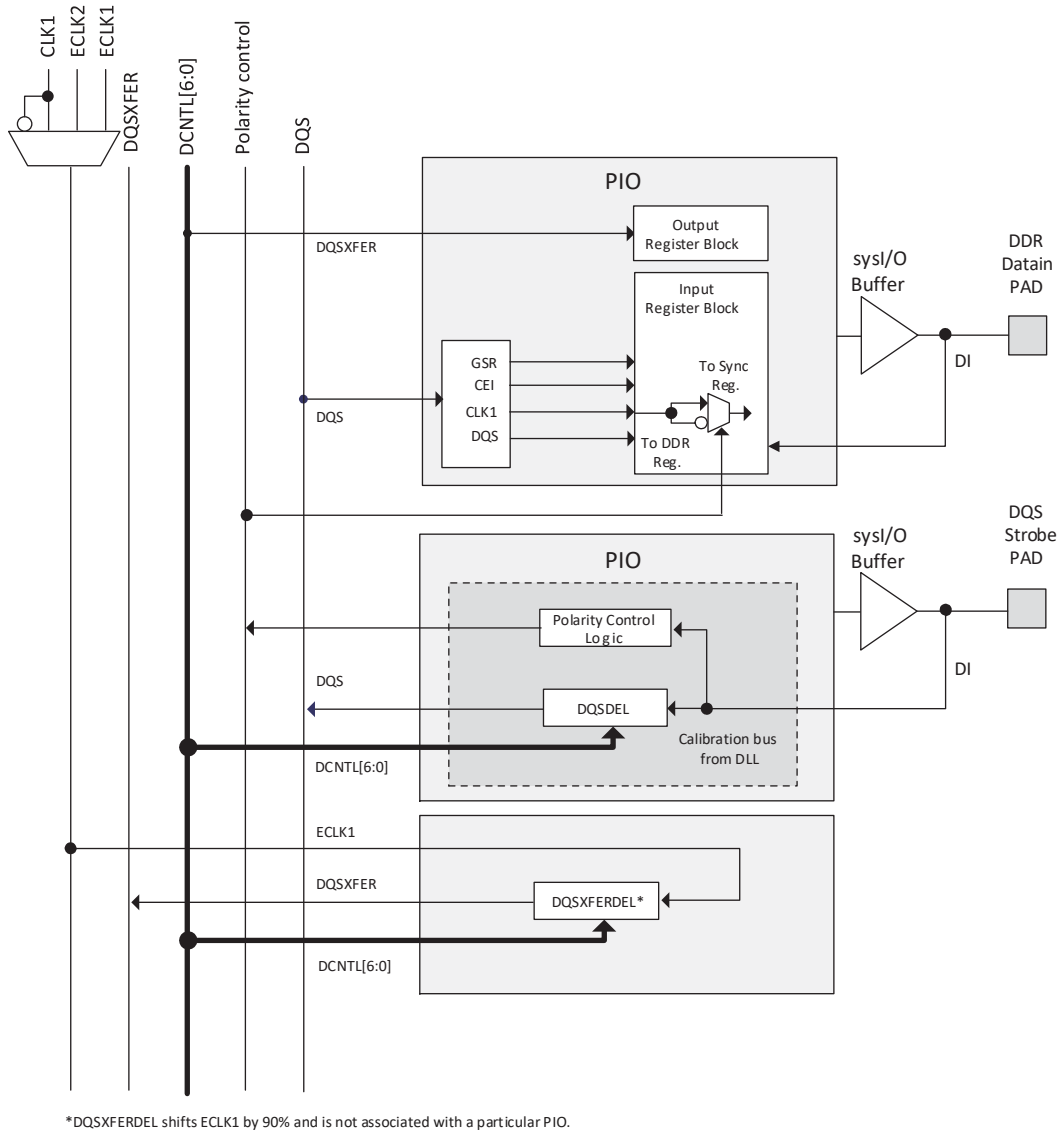 CLK1
ECLK2
ECLK1
DQSXFER
DCNTL[6:0]
Polarity control
DQS
PIO
Output
Register Block
DQSXFER
Input
Register Block
sysI/O
Buffer
DDR
Datain
PAD
GSR
CEI
CLK1
DQS
To Sync
Reg.
To DDR
Reg.
DI
DQS
PIO
sysI/O
Buffer
DQS
Strobe
PAD
Polarity Control
Logic
DQS
DQSDEL
DI
Calibration bus
from DLL
DCNTL[6:0]
ECLK1
DQSXFER
DQSXFERDEL*
DCNTL[6:0]
*DQSXFERDEL shifts ECLK1 by 90% and is not associated with a particular PIO.